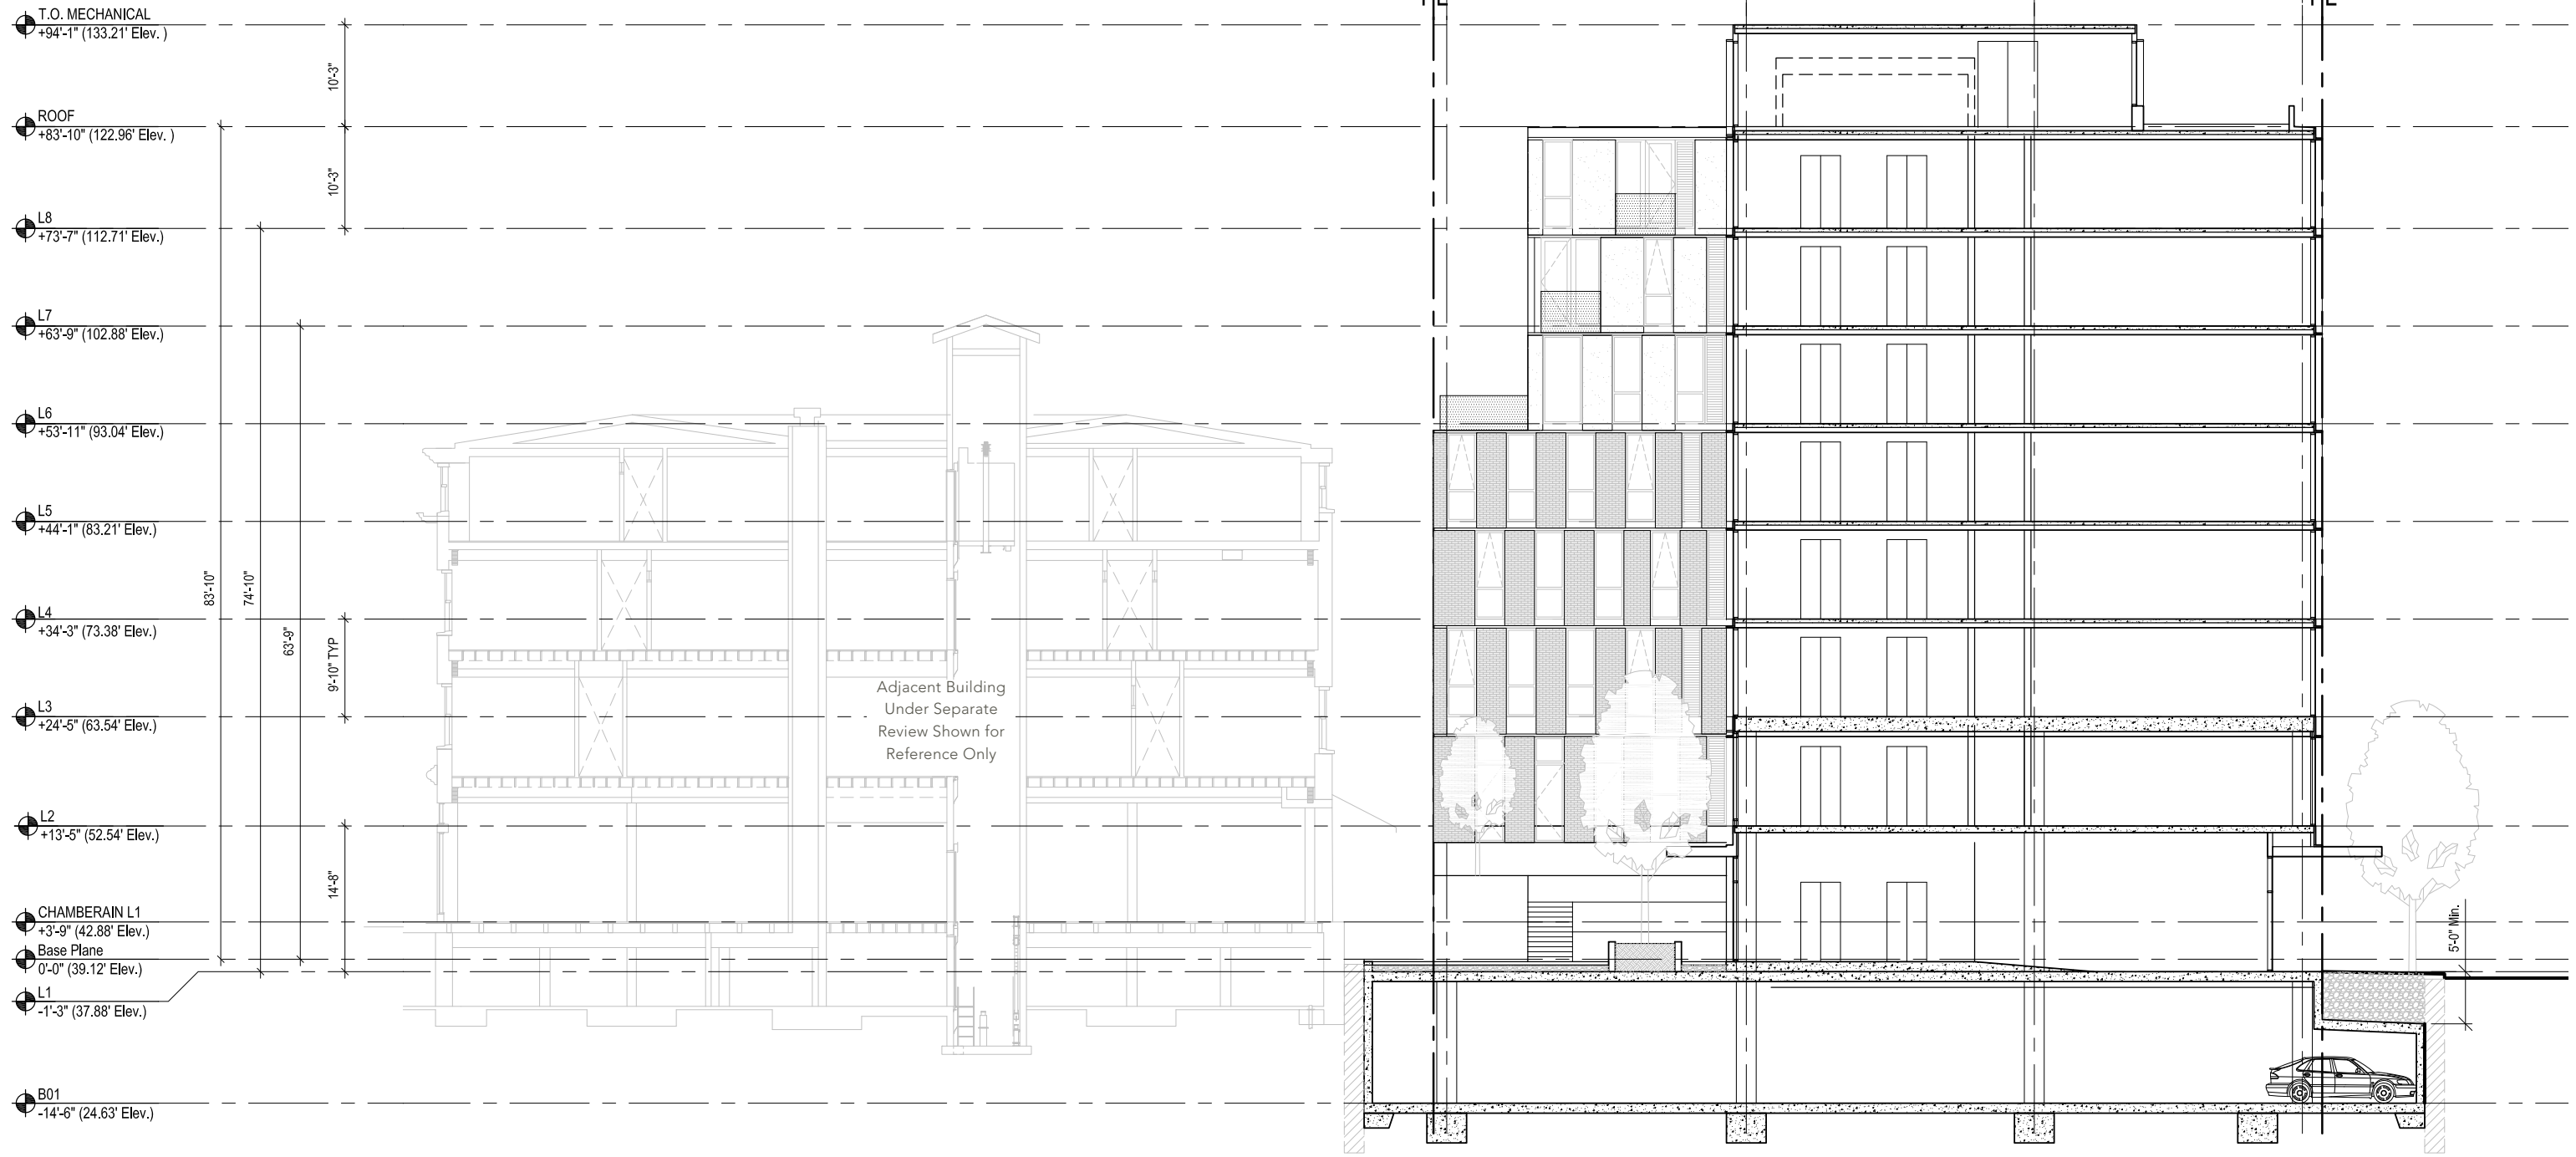 T.O. MECHANICAL
+94'-1" (133.21' Elev. )
ROOF
+83'-10" (122.96' Elev. )
L8
+73'-7" (112.71' Elev.)
L7
+63'-9" (102.88' Elev.)
L6
+53'-11" (93.04' Elev.)
L5
+44'-1" (83.21' Elev.)
L4
+34'-3" (73.38' Elev.)
L3
+24'-5" (63.54' Elev.)
L2
+13'-5" (52.54' Elev.)
CHAMBERAIN L1
+3'-9" (42.88' Elev.)
Base Plane
0'-0" (39.12' Elev.)
L1
-1'-3" (37.88' Elev.)
B01
-14'-6" (24.63' Elev.)
83'-10"
74'-10"
63'-9"
10'-3"
10'-3"
9'-10" TYP
14'-8"
Adjacent Building
Under Separate
Review Shown for
Reference Only
5'-0" Min.